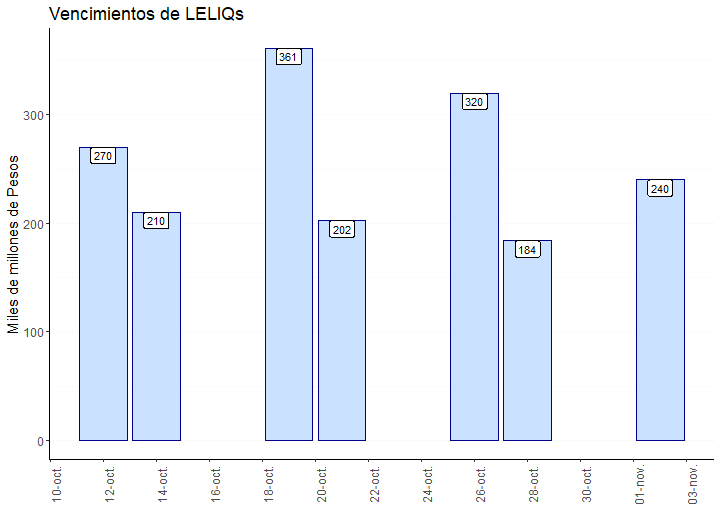 Vencimientos de LELIQs
Miles de millones de Pesos
300
200
100
0
270
210
361
202
320
184
240
10-oct.
12-oct.
14-oct.
16-oct.
18-oct.
20-oct.
22-oct.
24-oct.
26-oct.
28-oct.
30-oct.
01-nov.
03-nov.